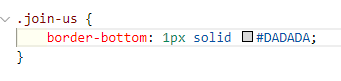 .join-us {
border-bottom: 1px solid #DADADA;
}